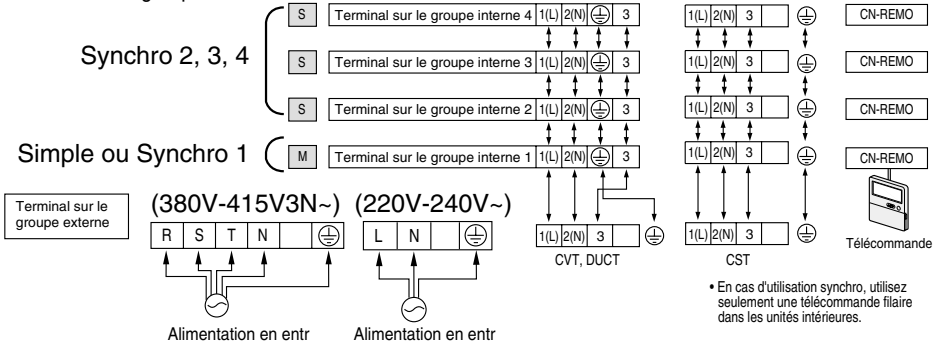 S Terminal sur le groupe interne 4 1(L) 2(N) 3 1(L) 2(N) 3 CN-REMO
Synchro 2, 3, 4
S Terminal sur le groupe interne 3 1(L) 2(N) 3 1(L) 2(N) 3 CN-REMO
S Terminal sur le groupe interne 2 1(L) 2(N) 3 1(L) 2(N) 3 CN-REMO
Simple ou Synchro 1
M Terminal sur le groupe interne 1 1(L) 2(N) 3 1(L) 2(N) 3 CN-REMO
Terminal sur le
groupe externe
(380V-415V3N~) (220V-240V~)
R S T N L N
1(L) 2(N) 3 1(L) 2(N) 3
CVT, DUCT CST
Télécommande
• En cas d'utilisation synchro, utilisez
seulement une télécommande filaire
dans les unités intérieures.
Alimentation en entr Alimentation en entr